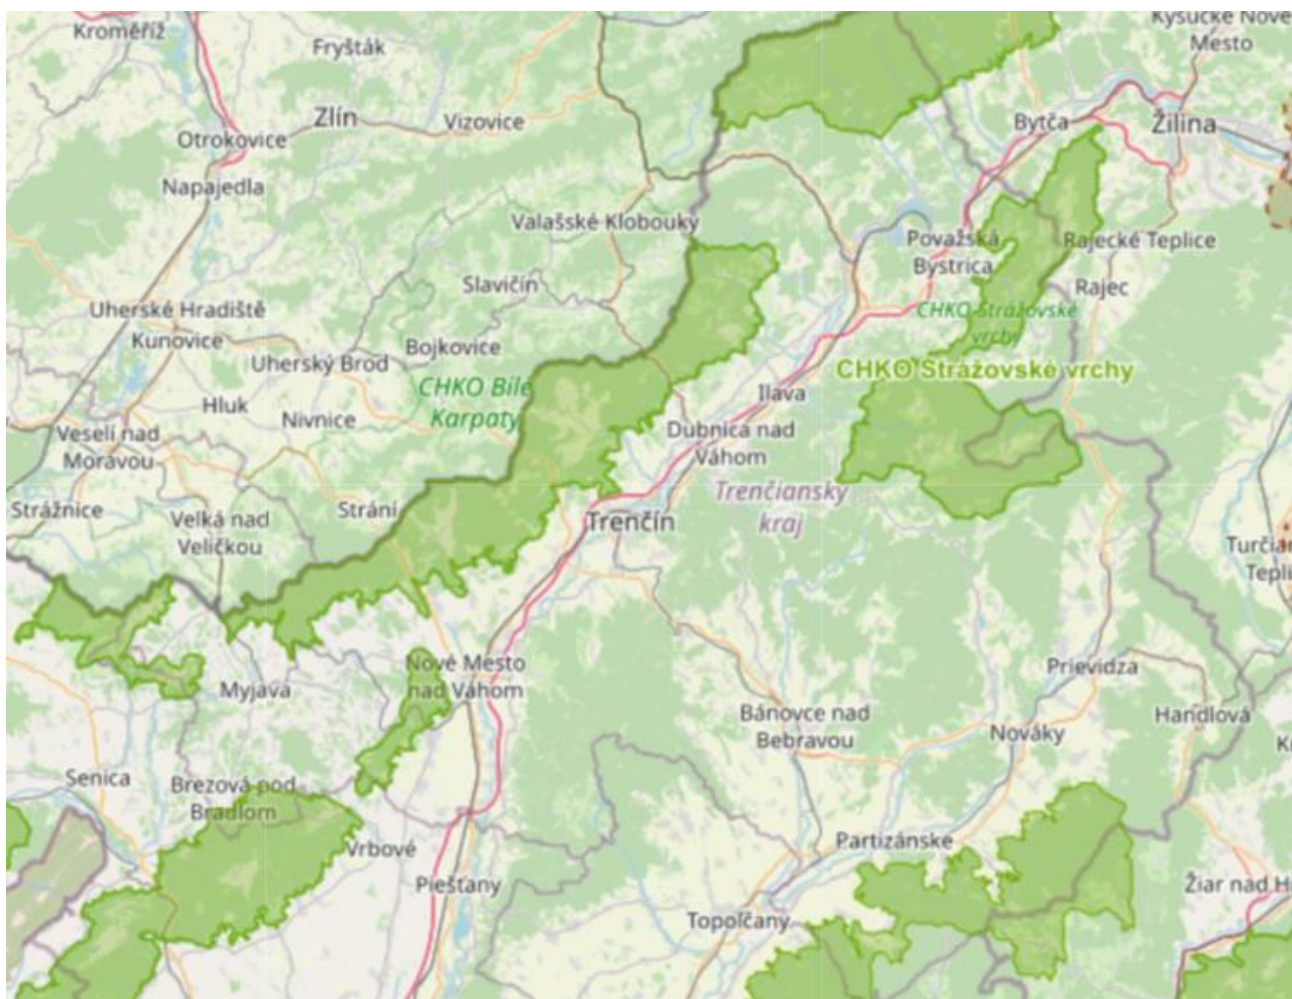 Kroměříž
Fryšták
Kysucké Nové
Mesto
Zlín
Vizovice
Bytča
Žilina
Otrokovice
Napajedla
Valašské Klobouky
Považská
Bystrica
Rajecké Teplice
Slavičín
Rajec
Uherské Hradiště
Kunovice
CHKO Strážovské
vrchy
Bojkovice
Uherský Brod
CHKO Strážovské vrchy
CHKO Bílé
Karpaty
Ilava
Hluk
Nivnice
Dubnica nad
Váhom
Veselí nad
Moravou
Trenčiansky
kraj
Strážnice
Strání
Velká nad
Veličkou
Trenčín
Turčian
Tepli
Nové Mesto
nad Váhom
Prievidza
Myjava
Bánovce nad
Bebravou
Handlová
Nováky
Senica
Brezová pod
Bradlom
Vrbové
Partizánske
Piešťany
Žiar nad H
Topoľčany